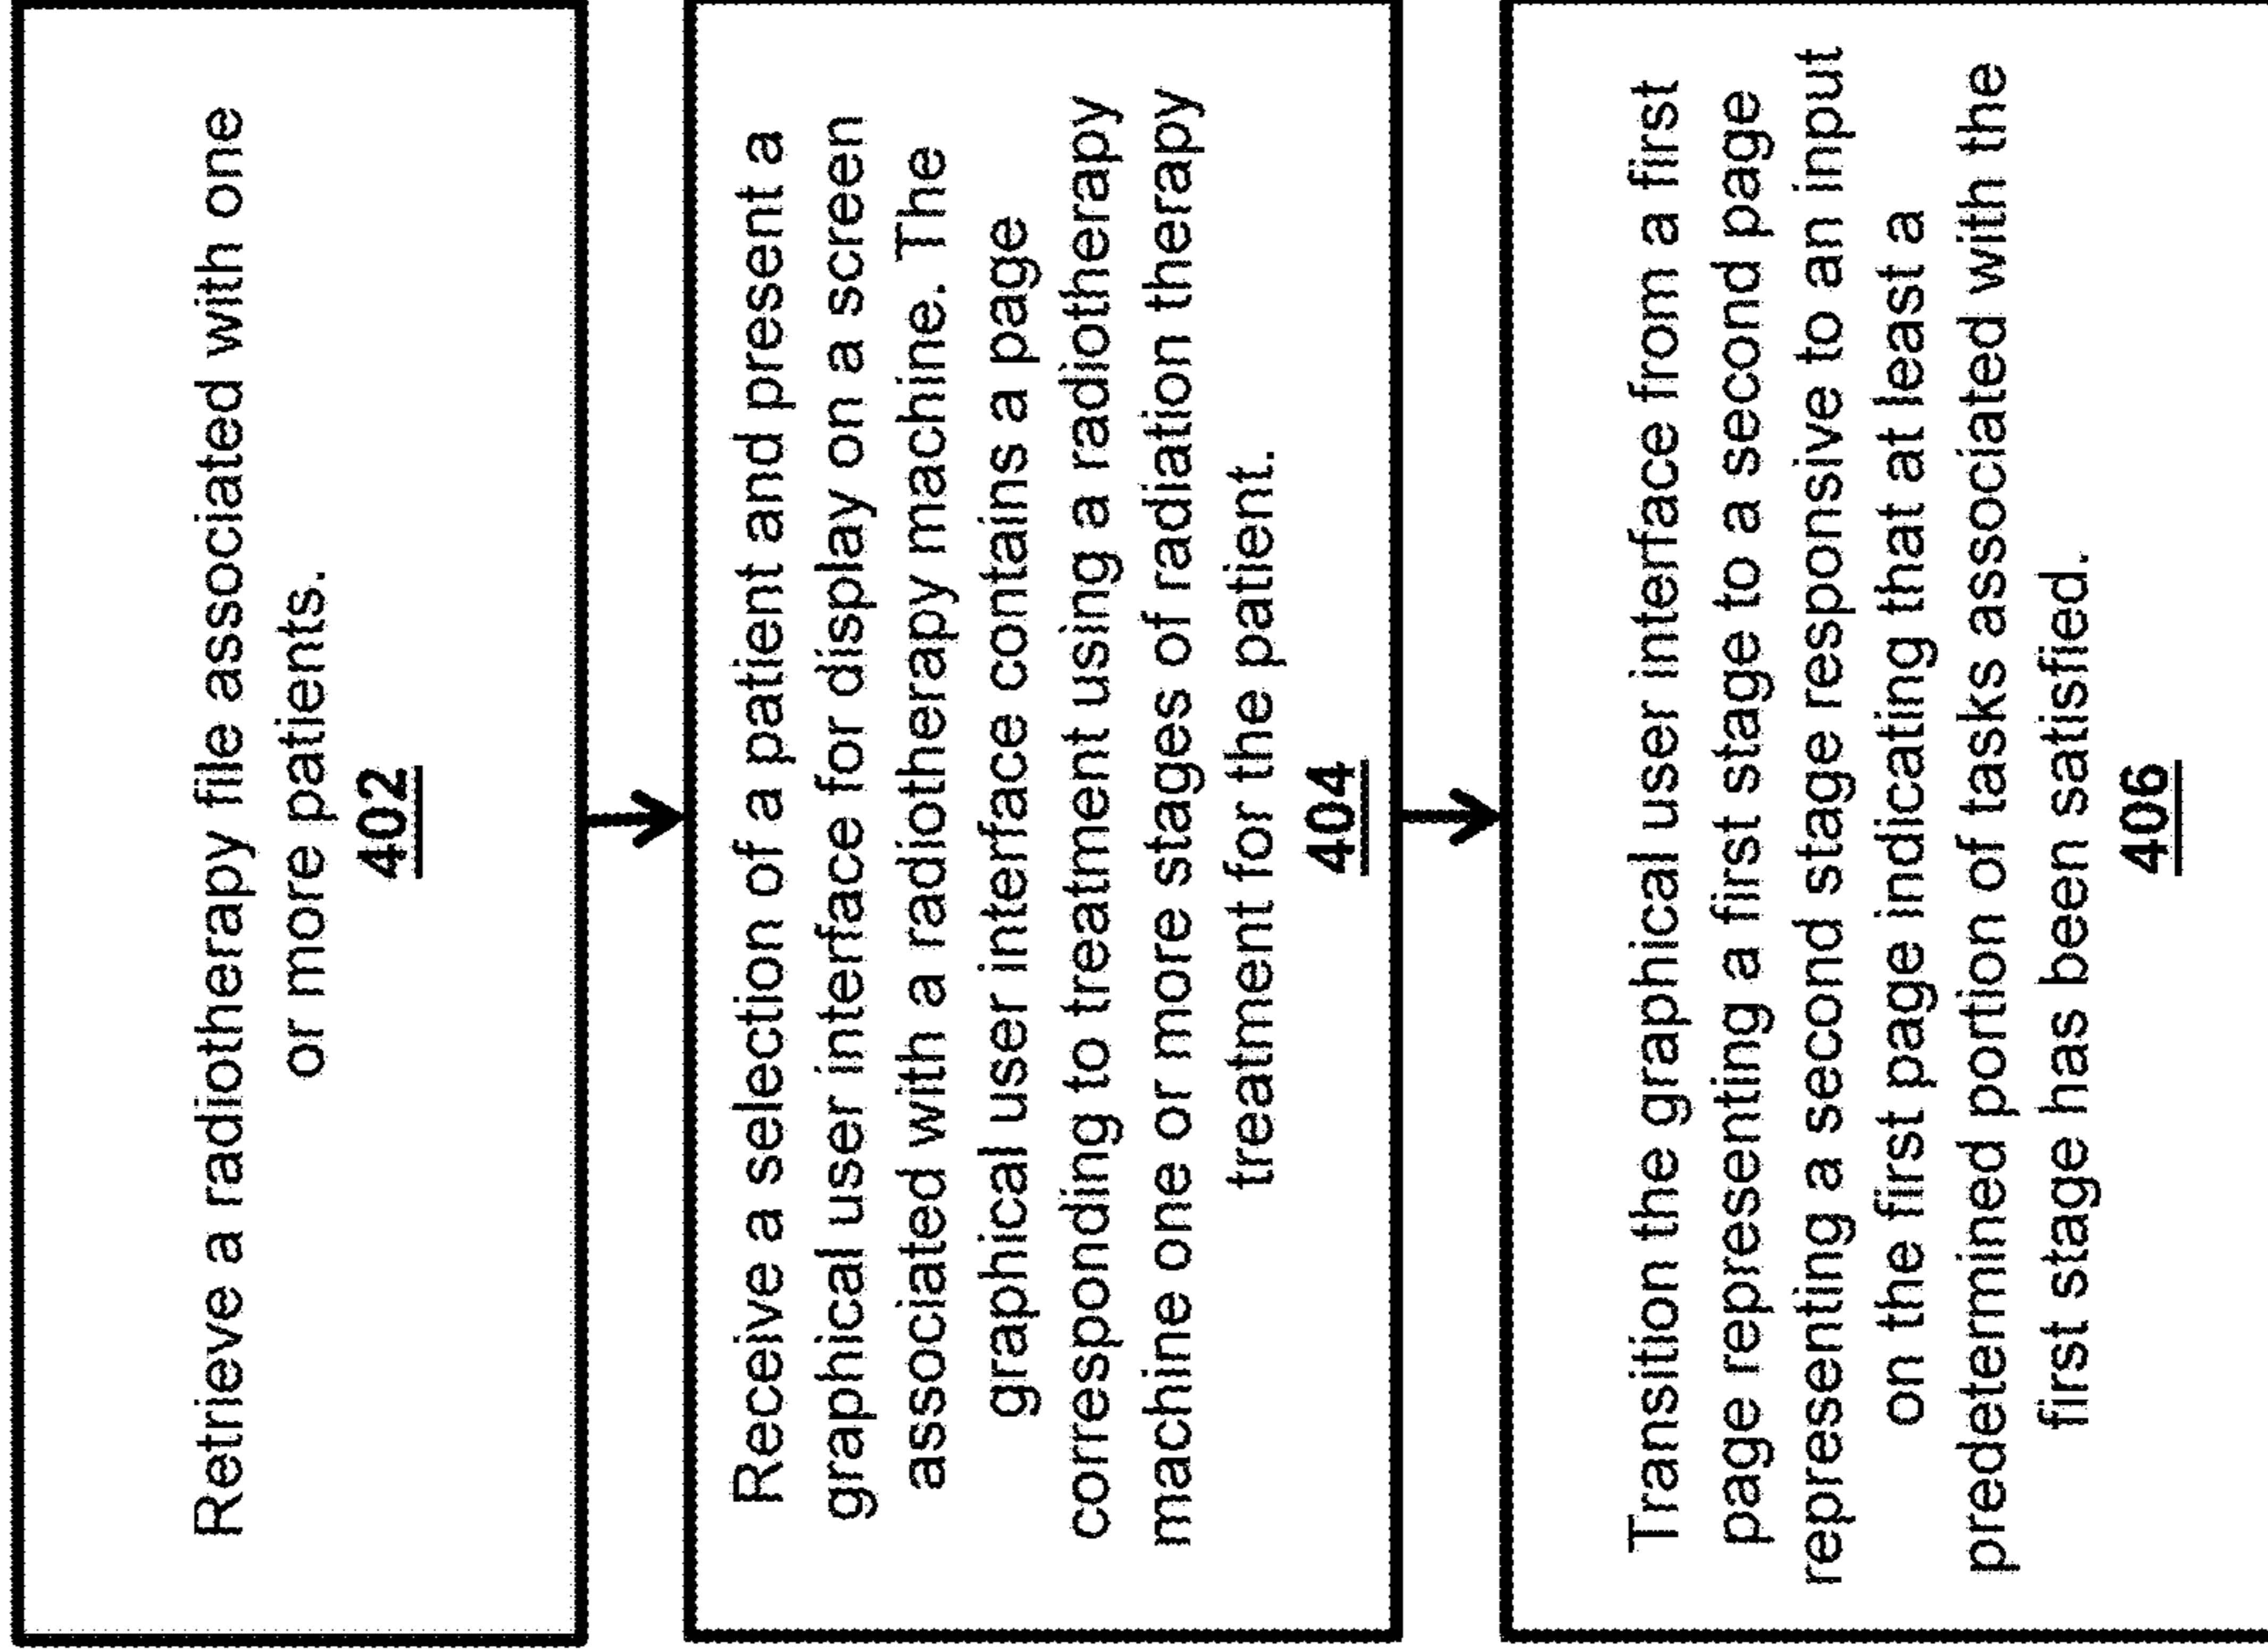 Retrieve a radiotherapy file associated with one
or more patients.
402
Receive a selection of a patient and present a
graphical user interface for display on a screen
associated with a radiotherapy machine. The
graphical user interface contains a page
corresponding to treatment using a radiotherapy
machine one or more stages of radiation therapy
treatment for the patient.
404
Transition the graphical user interface from a first
page representing a first stage to a second page
representing a second stage responsive to an input
on the first page indicating that at least a
predetermined portion of tasks associated with the
first stage has been satisfied.
406